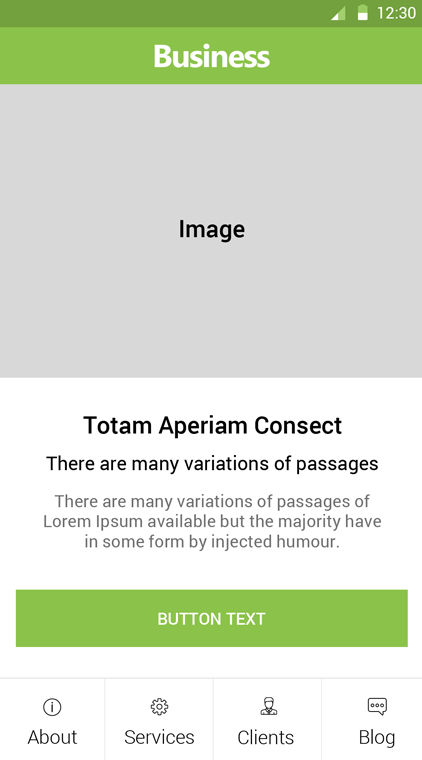 12:30
Business
Image
Totam Aperiam Consect
There are many variations of passages
There are many variations of passages of
Lorem Ipsum available but the majority have
in some form by injected humour.
BUTTON TEXT
About
Services
Clients
Blog